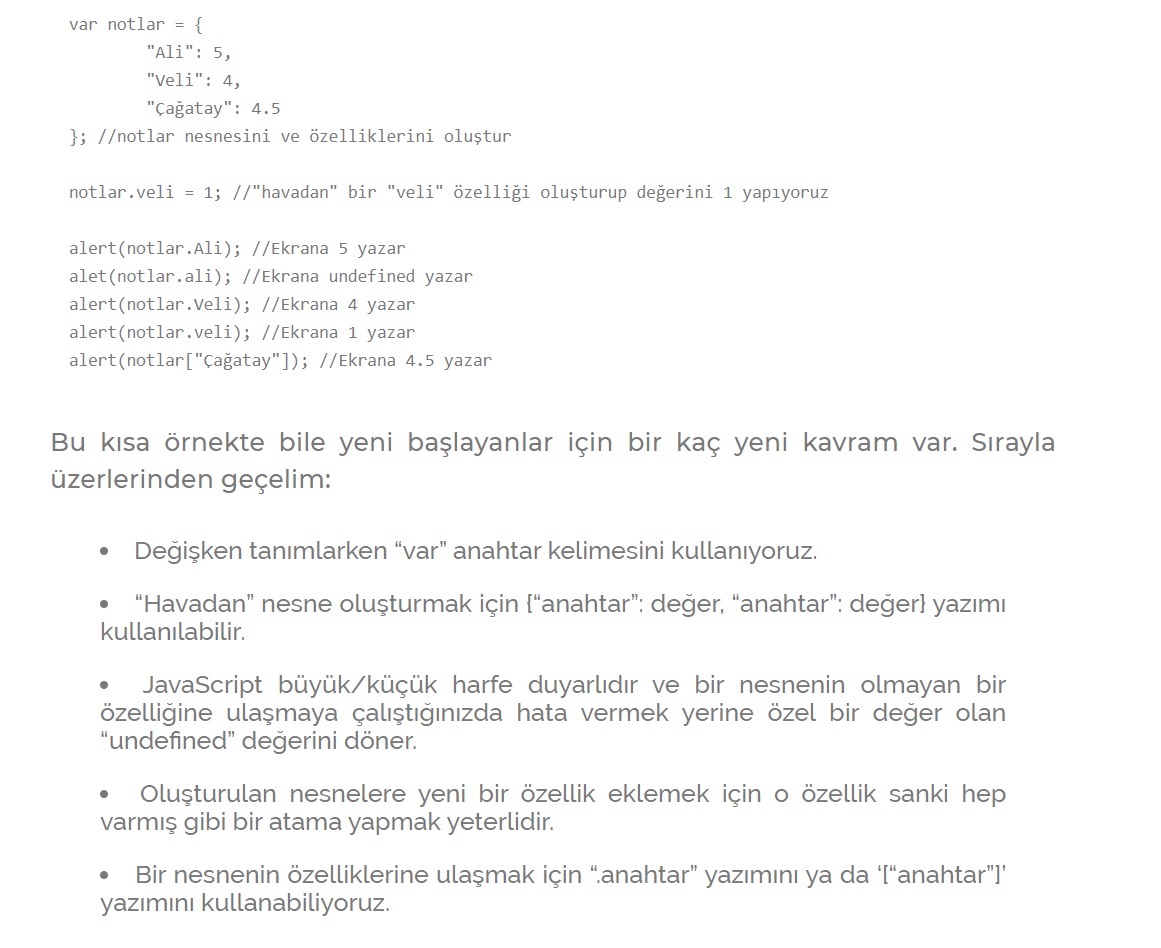 var notlar = {
"Ali": 5,
"Veli": 4,
"Çağatay": 4.5
}; //notlar nesnesini ve özelliklerini oluştur
notlar.veli = 1; //"havadan" bir "veli" özelliği oluşturup değerini 1 yapıyoruz
alert(notlar.Ali); //Ekrana 5 yazar
alet(notlar.ali); //Ekrana undefined yazar
alert(notlar.Veli); //Ekrana 4 yazar
alert(notlar.veli); //Ekrana 1 yazar
alert(notlar["Çağatay"]); //Ekrana 4.5 yazar
Bu kısa örnekte bile yeni başlayanlar için bir kaç yeni kavram var. Sırayla
üzerlerinden geçelim:
• Değişken tanımlarken “var” anahtar kelimesini kullanıyoruz.
• “Havadan” nesne oluşturmak için {“anahtar”: değer, “anahtar”: değer} yazımı
kullanılabilir.
• JavaScript büyük/küçük harfe duyarlıdır ve bir nesnenin olmayan bir
özelliğine ulaşmaya çalıştığınızda hata vermek yerine özel bir değer olan
“undefined” değerini döner.
• Oluşturulan nesnelere yeni bir özellik eklemek için o özellik sanki hep
varmış gibi bir atama yapmak yeterlidir.
• Bir nesnenin özelliklerine ulaşmak için “.anahtar” yazımını ya da ‘[“anahtar”]’
yazımını kullanabiliyoruz.